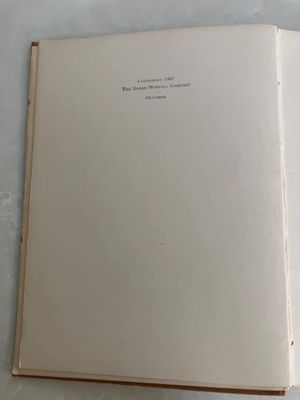 Copyright 1907
The Bobbs-Merrill Company
October